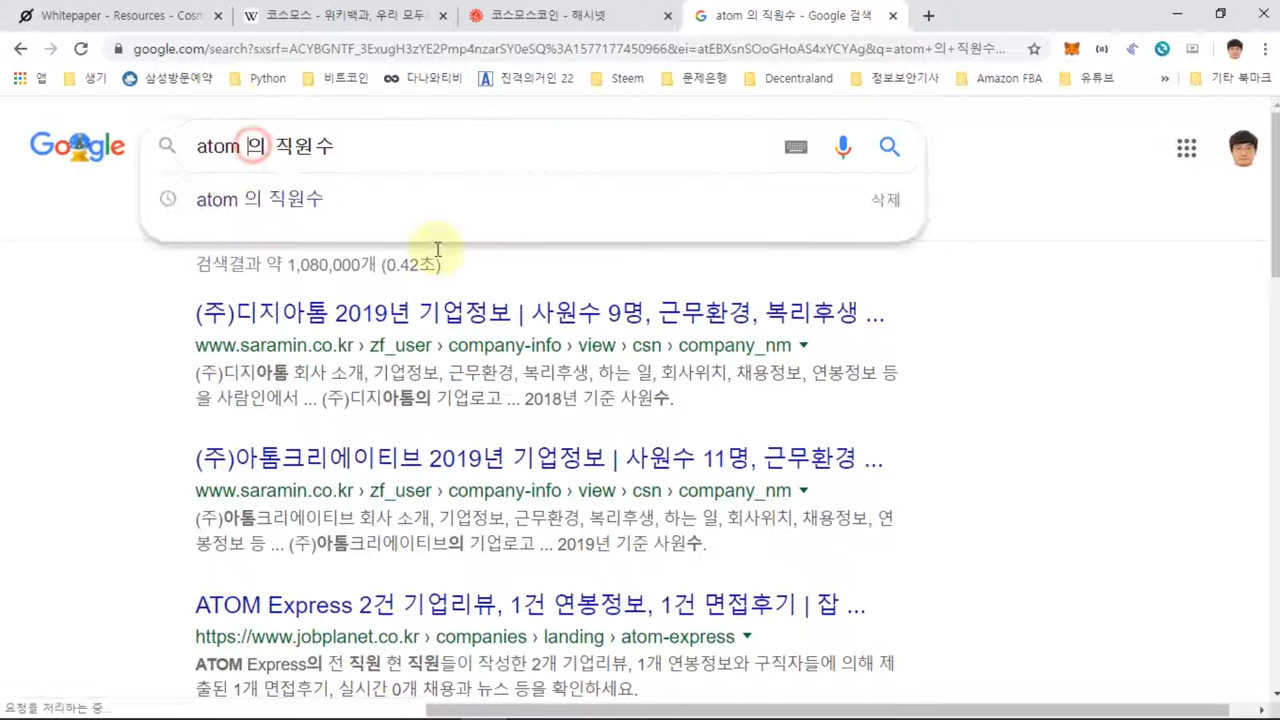 Whitepaper - Resources - Cosm
코스모스 - 위키백과, 우리 모두
코스모스코인 - 해시넷
atom 의 직원수 - Google 검색
google.com/search?sxsrf=ACYBGNTF_3ExugH3zYE2Pmp4nzarSY0eSQ%3A1577177450966&ei=atEBXsnSOoGHoAS4xYCYAg&q=atom+의+직원수...
앱
생기
삼성방문예약
Python
비트코인
다나와티비
진격의거인 22
Steem
문제은행
Decentraland
정보보안기사
Amazon FBA
유튜브
»
기타 북마크
Google
atom 의 직원수
atom 의 직원수
삭제
검색결과 약 1,080,000개 (0.42초)
(주)디지아톰 2019년 기업정보 | 사원수 9명, 근무환경, 복리후생 ...
www.saramin.co.kr › zf_user › company-info › view › csn › company_nm
(주)디지아톰 회사 소개, 기업정보, 근무환경, 복리후생, 하는 일, 회사위치, 채용정보, 연봉정보 등
을 사람인에서 ... (주)디지아톰의 기업로고 ... 2018년 기준 사원수.
(주)아톰크리에이티브 2019년 기업정보 | 사원수 11명, 근무환경 ...
www.saramin.co.kr › zf_user › company-info › view › csn › company_nm
(주)아톰크리에이티브 회사 소개, 기업정보, 근무환경, 복리후생, 하는 일, 회사위치, 채용정보, 연
봉정보 등 ... (주)아톰크리에이티브의 기업로고 ... 2019년 기준 사원수.
ATOM Express 2건 기업리뷰, 1건 연봉정보, 1건 면접후기 | 잡 ...
https://www.jobplanet.co.kr › companies › landing › atom-express
ATOM Express의 전 직원 현 직원들이 작성한 2개 기업리뷰, 1개 연봉정보와 구직자들에 의해 제
출된 1개 면접후기, 실시간 0개 채용과 뉴스 등을 확인하세요.
요청을 처리하는 중...